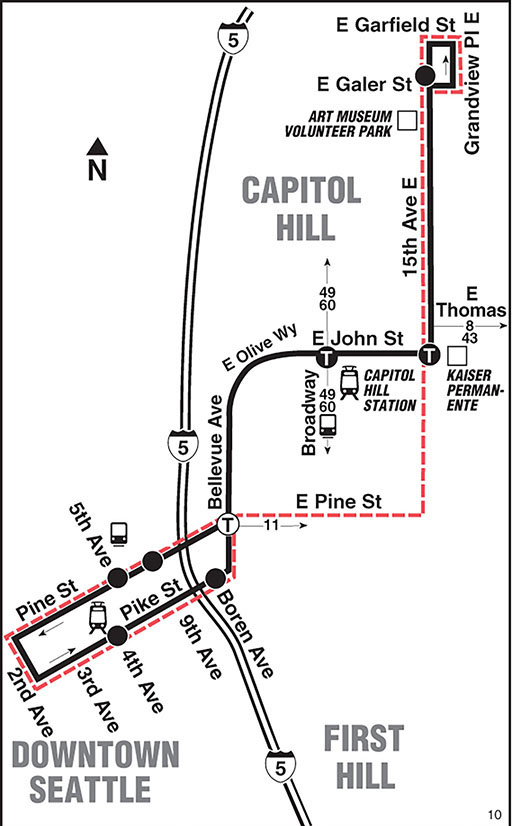 5
E Garfield St
Grandview Pl E
E Galer St
ART MUSEUM
VOLUNTEER PARK
N
CAPITOL
HILL
15th Ave E
49
60
E
Thomas
8
43
E Olive Wy
E John St
T
T
KAISER
PERMAN-
ENTE
CAPITOL
HILL
STATION
49
60
Broadway
Bellevue Ave
5
E Pine St
T
11
5th Ave
Pine St
Pike St
Boren Ave
9th Ave
4th Ave
3rd Ave
2nd Ave
DOWNTOWN
SEATTLE
FIRST
HILL
5
10